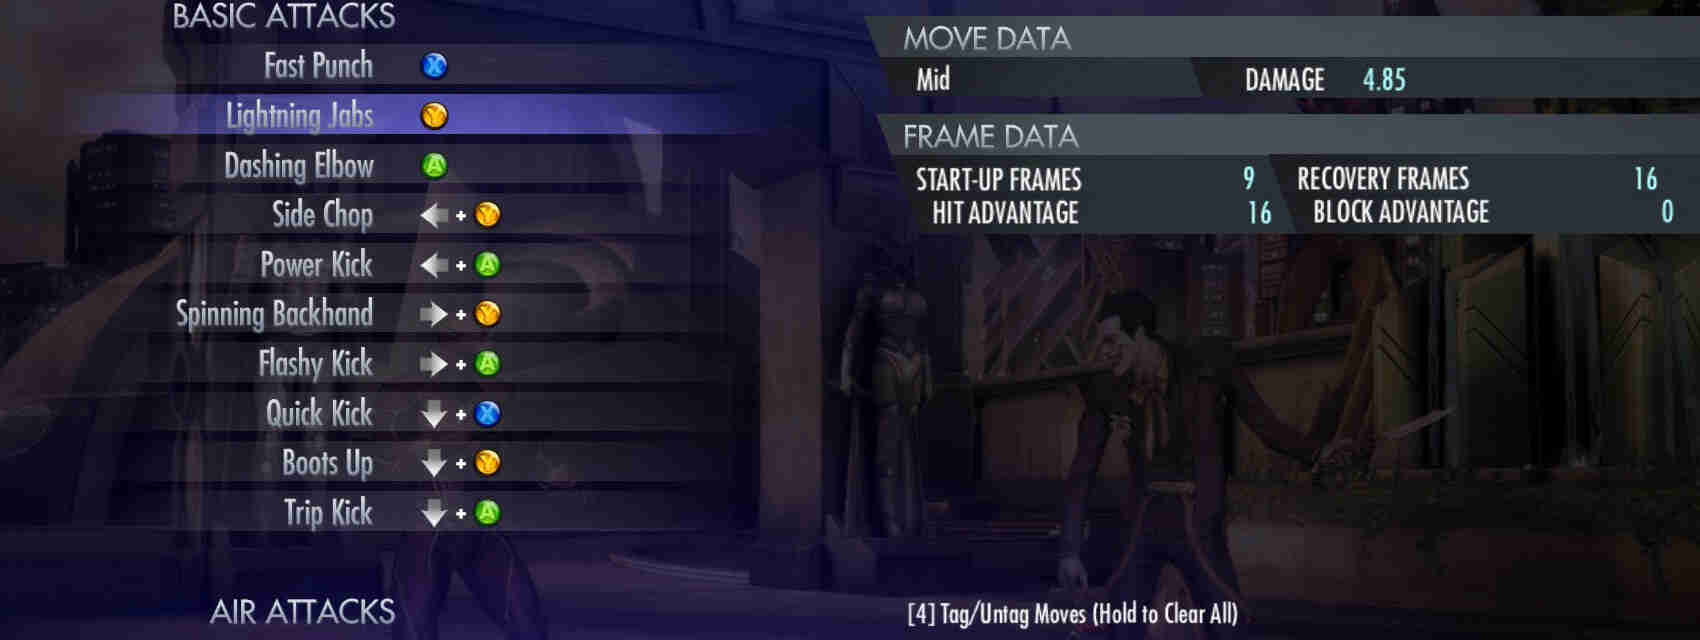 BASIC ATTACKS
Fast Punch X
Lightning Jabs Y
Dashing Elbow A
Side Chop + Y
Power Kick + A
Spinning Backhand + Y
Flashy Kick + A
Quick Kick + X
Boots Up + Y
Trip Kick + A
AIR ATTACKS
MOVE DATA
Mid DAMAGE 4.85
FRAME DATA
START-UP FRAMES 9 RECOVERY FRAMES 16
HIT ADVANTAGE 16 BLOCK ADVANTAGE 0
[4] Tag/Untag Moves (Hold to Clear All)